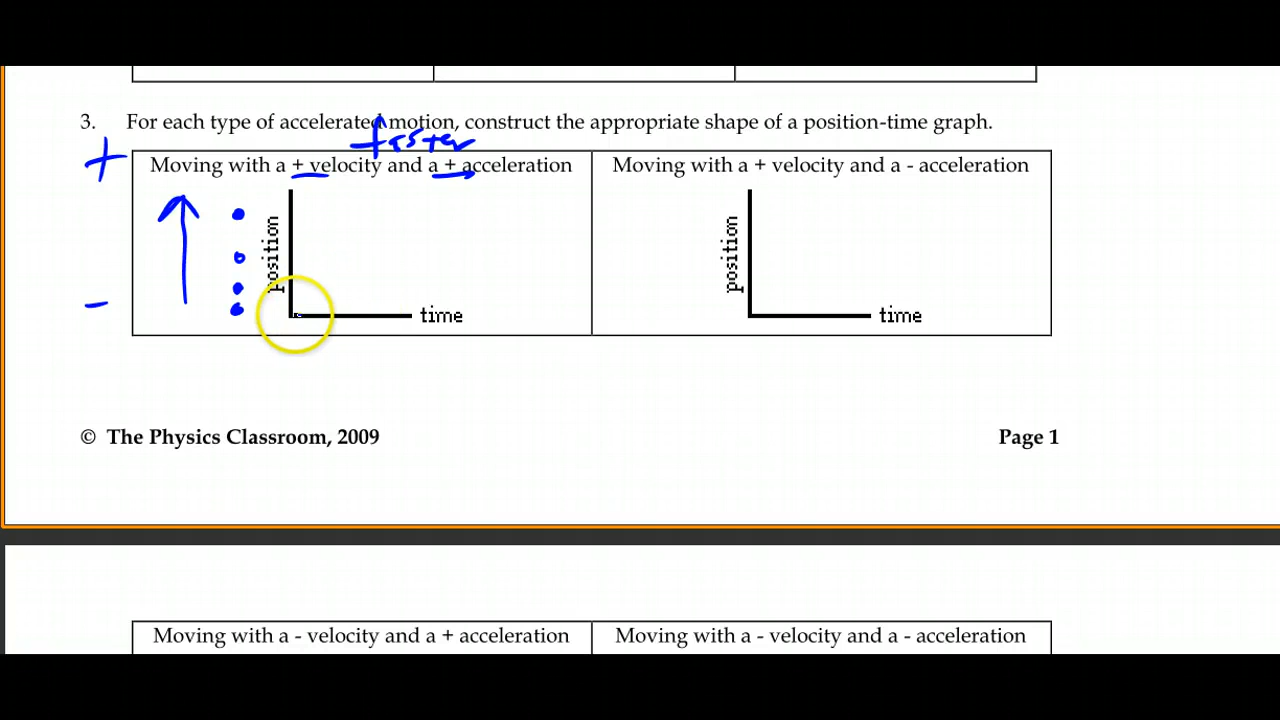 3. For each type of accelerated motion, construct the appropriate shape of a position-time graph.
faster
+
Moving with a + velocity and a + acceleration
Moving with a + velocity and a - acceleration
position
time
position
time
-
© The Physics Classroom, 2009
Page 1
Moving with a - velocity and a + acceleration
Moving with a - velocity and a - acceleration